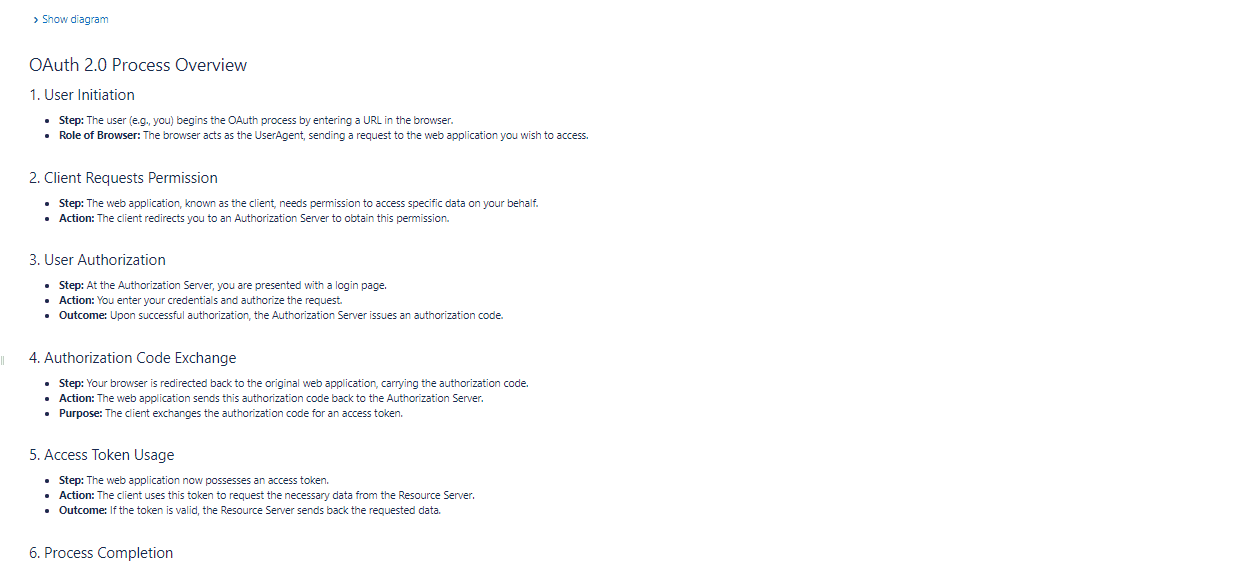 Show diagram
OAuth 2.0 Process Overview
1. User Initiation
Step: The user (e.g., you) begins the OAuth process by entering a URL in the browser.
Role of Browser: The browser acts as the UserAgent, sending a request to the web application you wish to access.
2. Client Requests Permission
Step: The web application, known as the client, needs permission to access specific data on your behalf.
Action: The client redirects you to an Authorization Server to obtain this permission.
3. User Authorization
Step: At the Authorization Server, you are presented with a login page.
Action: You enter your credentials and authorize the request.
Outcome: Upon successful authorization, the Authorization Server issues an authorization code.
4. Authorization Code Exchange
Step: Your browser is redirected back to the original web application, carrying the authorization code.
Action: The web application sends this authorization code back to the Authorization Server.
Purpose: The client exchanges the authorization code for an access token.
5. Access Token Usage
Step: The web application now possesses an access token.
Action: The client uses this token to request the necessary data from the Resource Server.
Outcome: If the token is valid, the Resource Server sends back the requested data.
6. Process Completion